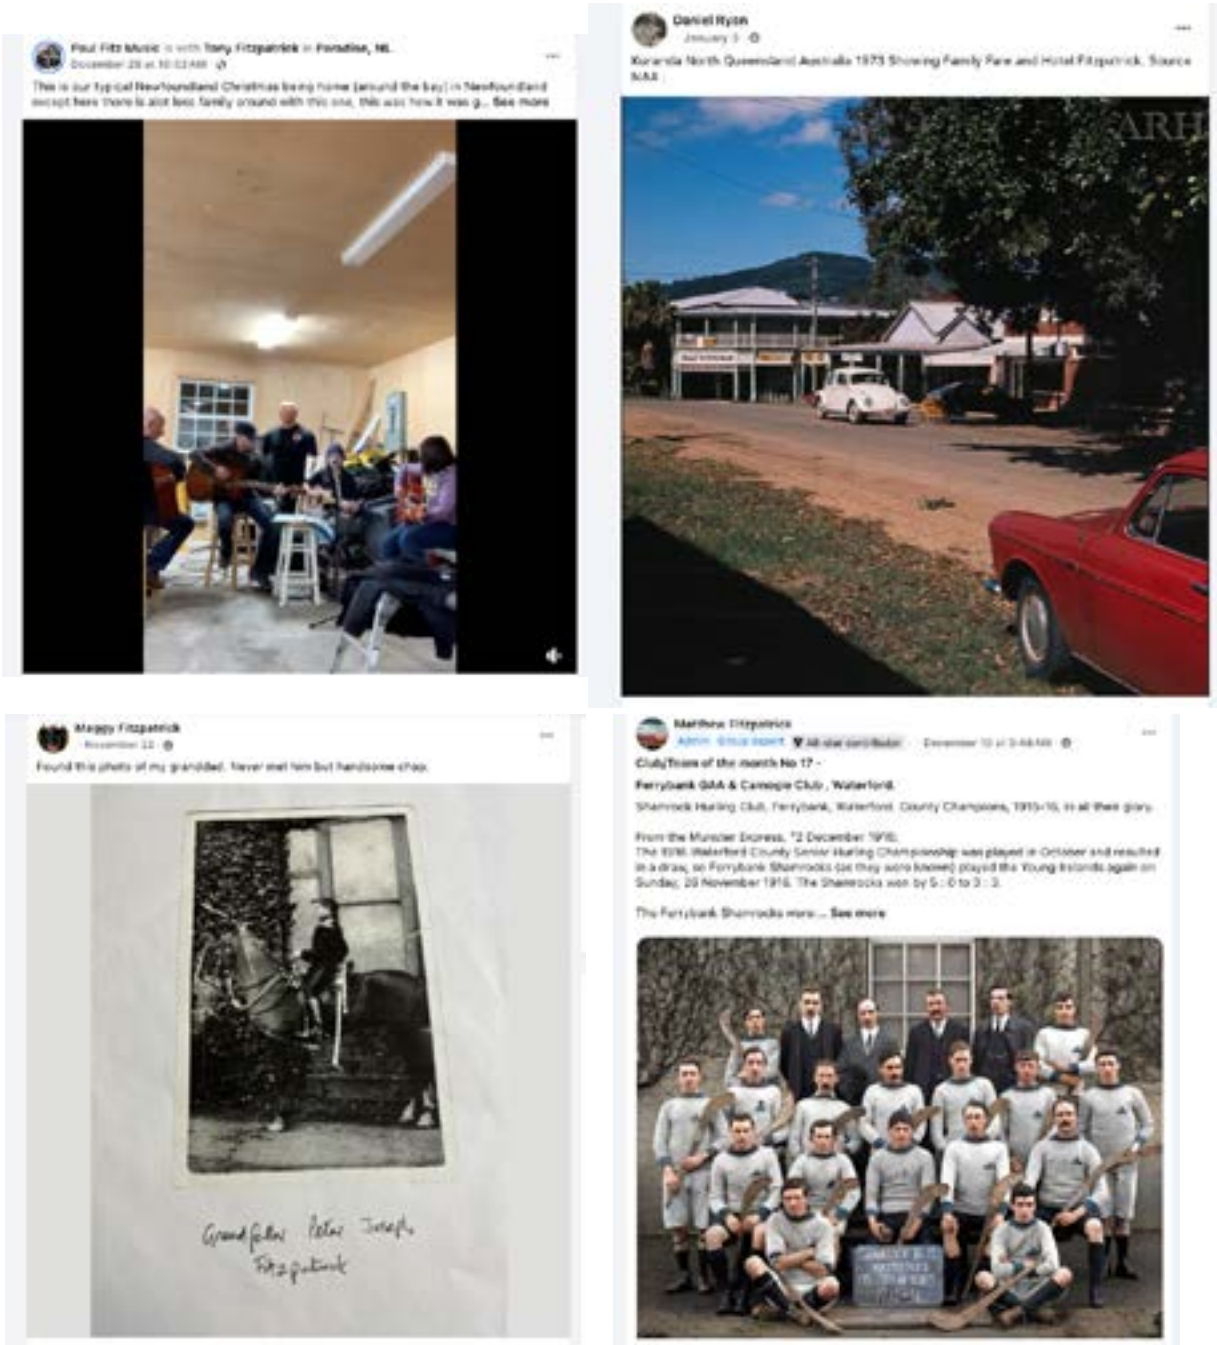 Paul Fitz Music is with Tony Fitzpatrick in Paradise, NL.
December 28 at 10:02 AM
This is our typical Newfoundland Christmas being home (around the bay) in Newfoundland
except here there is alot less family around with this one, this was how it was g... See more
Daniel Ryan
January 5
Kuranda North Queensland Australia 1973 Showing Family Fare and Hotel Fitzpatrick. Source
NAA
ARH
Maggy Fitzpatrick
November 22
Found this photo of my granddad. Never met him but handsome chap.
Grandfather Peter Joseph
Fitzpatrick
Matthew Fitzpatrick
Admin Group expert All-star contributor December 10 at
Club/Team of the month No 17 -
Ferrybank GAA & Camogie Club, Waterford.
Shamrock Hurling Club, Ferrybank, Waterford. County Champions, 1915-16, in all their glory.
From the Munster Express, 2 December 1916:
The 1916 Waterford County Senior Hurling Championship was played in October and resulted
in a draw, so Ferrybank Shamrocks (as they were known) played the Young Irelands again on
Sunday, 26 November 1916. The Shamrocks won by 5 : 0 to 3 : 3.
The Ferrybank Shamrocks were ... See more